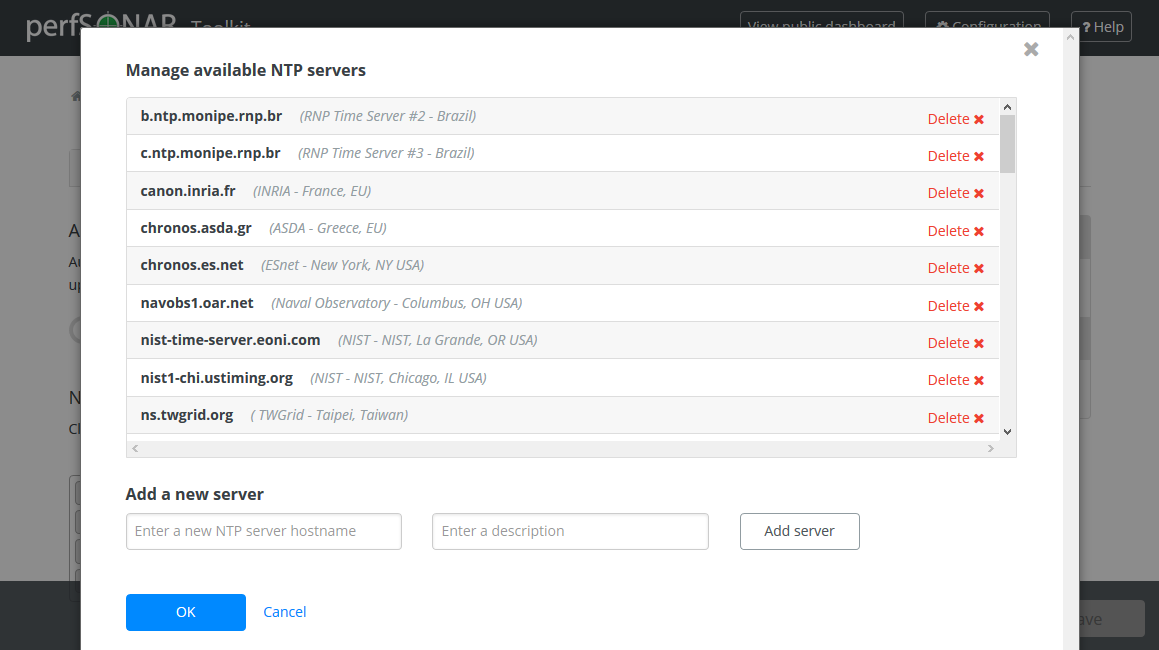 perfSONAR Toolkit
View public dashboard
Configuration
? Help
Manage available NTP servers
b.ntp.monipe.rnp.br (RNP Time Server #2 - Brazil) Delete
c.ntp.monipe.rnp.br (RNP Time Server #3 - Brazil) Delete
canon.inria.fr (INRIA - France, EU) Delete
chronos.asda.gr (ASDA - Greece, EU) Delete
chronos.es.net (ESnet - New York, NY USA) Delete
navobs1.oar.net (Naval Observatory - Columbus, OH USA) Delete
nist-time-server.eoni.com (NIST - NIST, La Grande, OR USA) Delete
nist1-chi.ustiming.org (NIST - NIST, Chicago, IL USA) Delete
ns.twgrid.org ( TWGrid - Taipei, Taiwan) Delete
Add a new server
Enter a new NTP server hostname
Enter a description
Add server
OK
Cancel